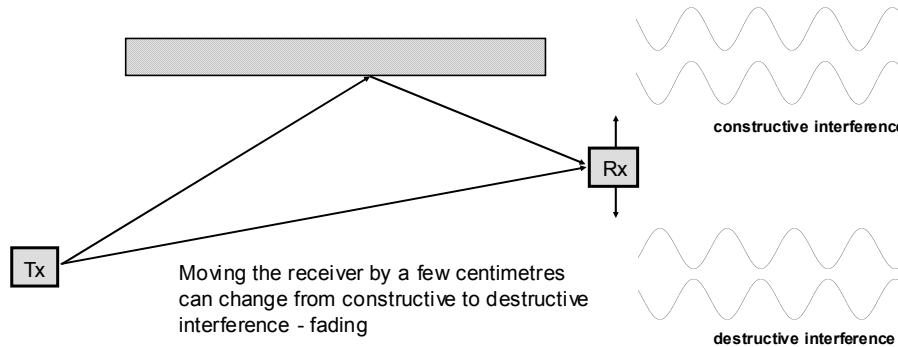 constructive interference
Rx
Tx
Moving the receiver by a few centimetres
can change from constructive to destructive
interference - fading
destructive interference